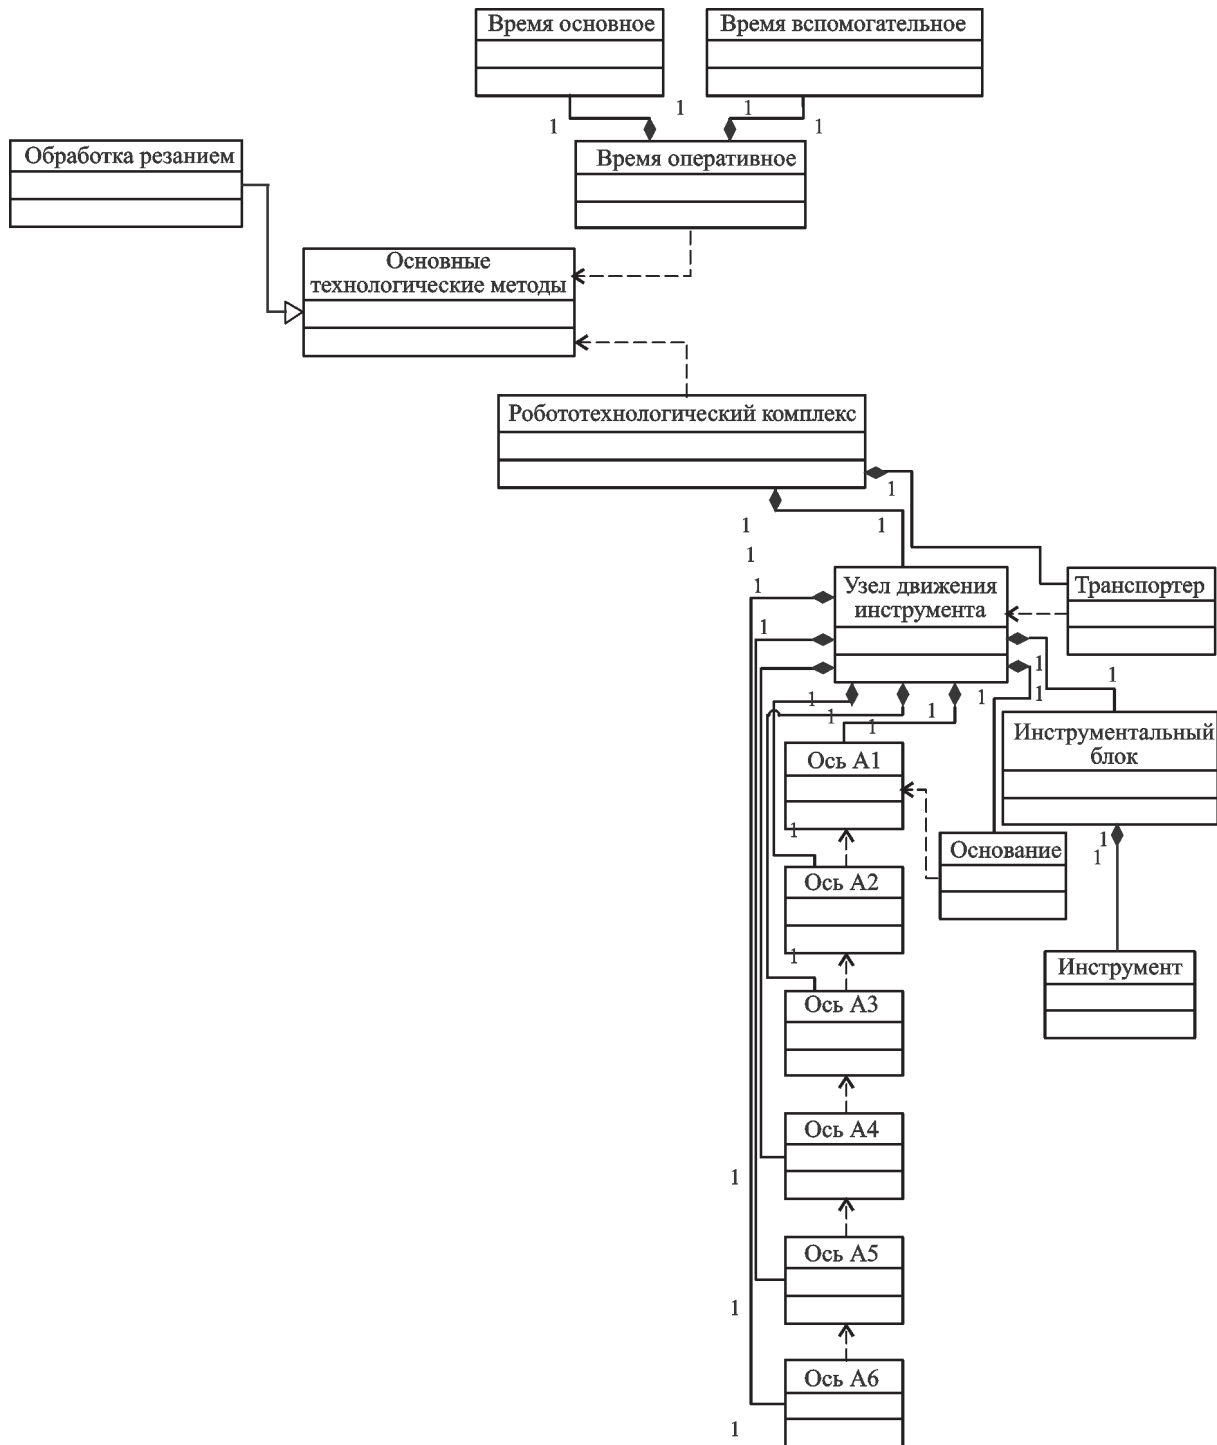 Время основное
Время вспомогательное
1
1
1
1
Обработка резанием
Время оперативное
Основные
технологические методы
Робототехнологический комплекс
1
1
1
1
1
Узел движения
инструмента
Транспортер
1
1
1
1
1
1
1
1
1
1
Инструментальный
блок
Ось А1
1
1
1
Основание
Ось А2
1
Инструмент
Ось А3
Ось А4
1
Ось А5
1
Ось А6
1